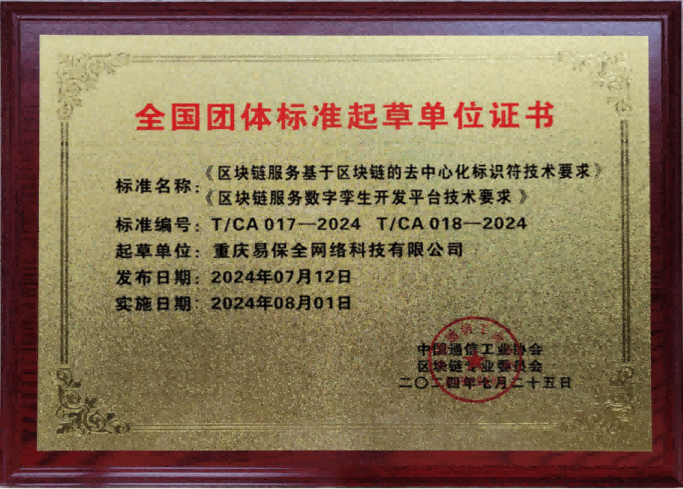 全国团体标准起草单位证书
标准名称：《区块链服务基于区块链的去中心化标识符技术要求》
《区块链服务数字孪生开发平台技术要求》
标准编号：T/CA 017—2024 T/CA 018—2024
起草单位：重庆易保全网络科技有限公司
发布日期：2024年07月12日
实施日期：2024年08月01日
中国通信工业协会
区块链专业委员会
二〇二四年七月二十五日